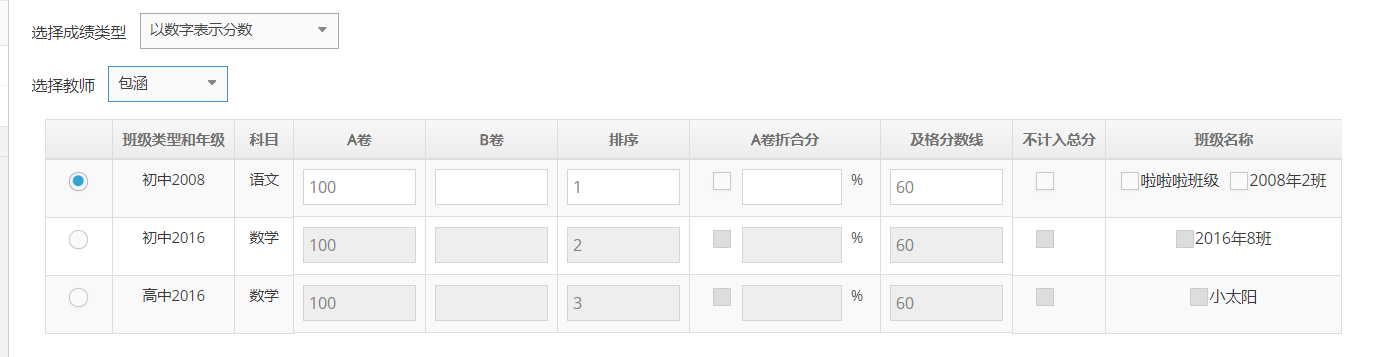 选择成绩类型 以数字表示分数
选择教师 包涵
班级类型和年级 科目 A卷 B卷 排序 A卷折合分 及格分数线 不计入总分 班级名称
初中2008 语文 100 1 % 60 啦啦啦班级 2008年2班
初中2016 数学 100 2 % 60 2016年8班
高中2016 数学 100 3 % 60 小太阳